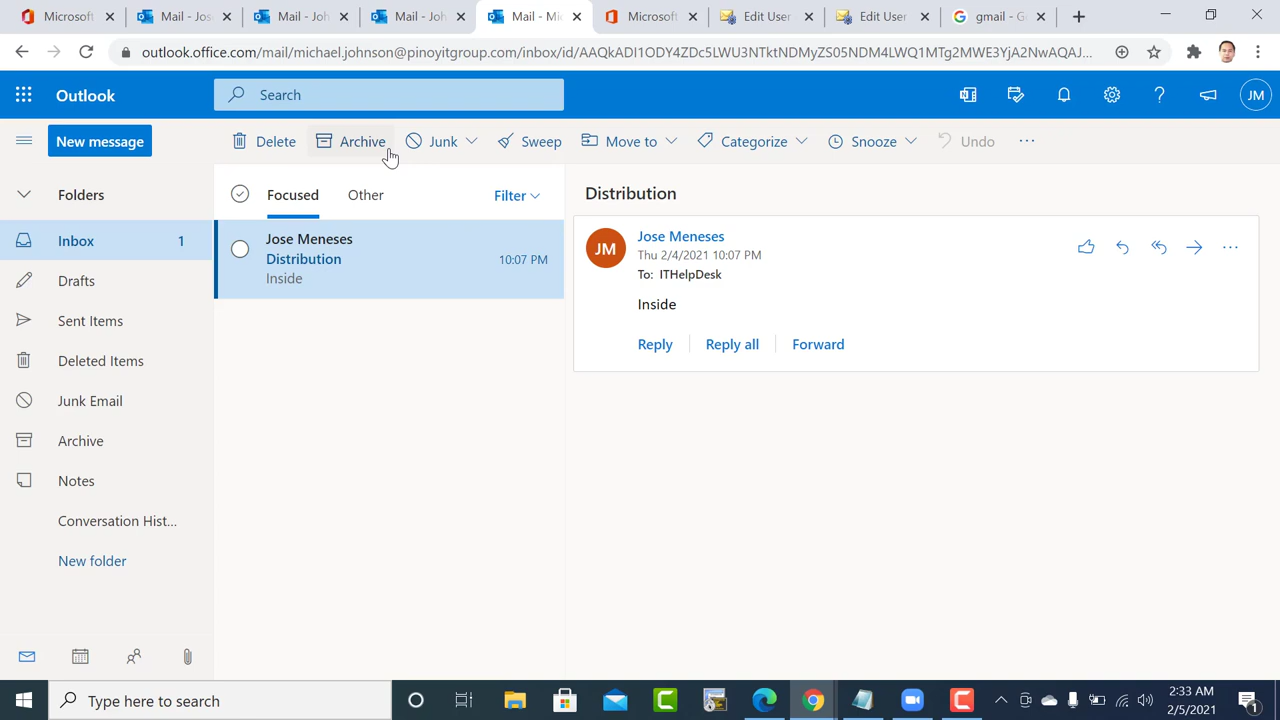 Microsoft
Mail - Jos
Mail - Joh
Mail - Joh
Mail - Mi
Microsoft
Edit User
Edit User
gmail - G
outlook.office.com/mail/michael.johnson@pinoyitgroup.com/inbox/id/AAQkADI1ODY4ZDc5LWU3NTktNDMyZS05NDM4LWQ1MTg2MWE3YjA2NwAQAJ...
Outlook
Search
JM
New message
Delete
Archive
Junk
Sweep
Move to
Categorize
Snooze
Undo
Folders
Focused
Other
Filter
Distribution
Inbox 1
Drafts
Sent Items
Deleted Items
Junk Email
Archive
Notes
Conversation Hist...
New folder
Jose Meneses
Distribution
10:07 PM
Inside
JM
Jose Meneses
Thu 2/4/2021 10:07 PM
To: ITHelpDesk
Inside
Reply
Reply all
Forward
Type here to search
2:33 AM
2/5/2021
1